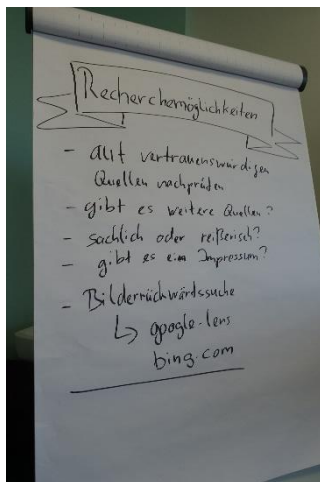 Recherchemöglichkeiten
- auf vertrauenswürdigen
Quellen nachprüfen
- gibt es weitere Quellen?
- sachlich oder reißerisch?
- gibt es ein Impressum?
- Bilderrückwärtssuche
↳ google.lens
bing.com